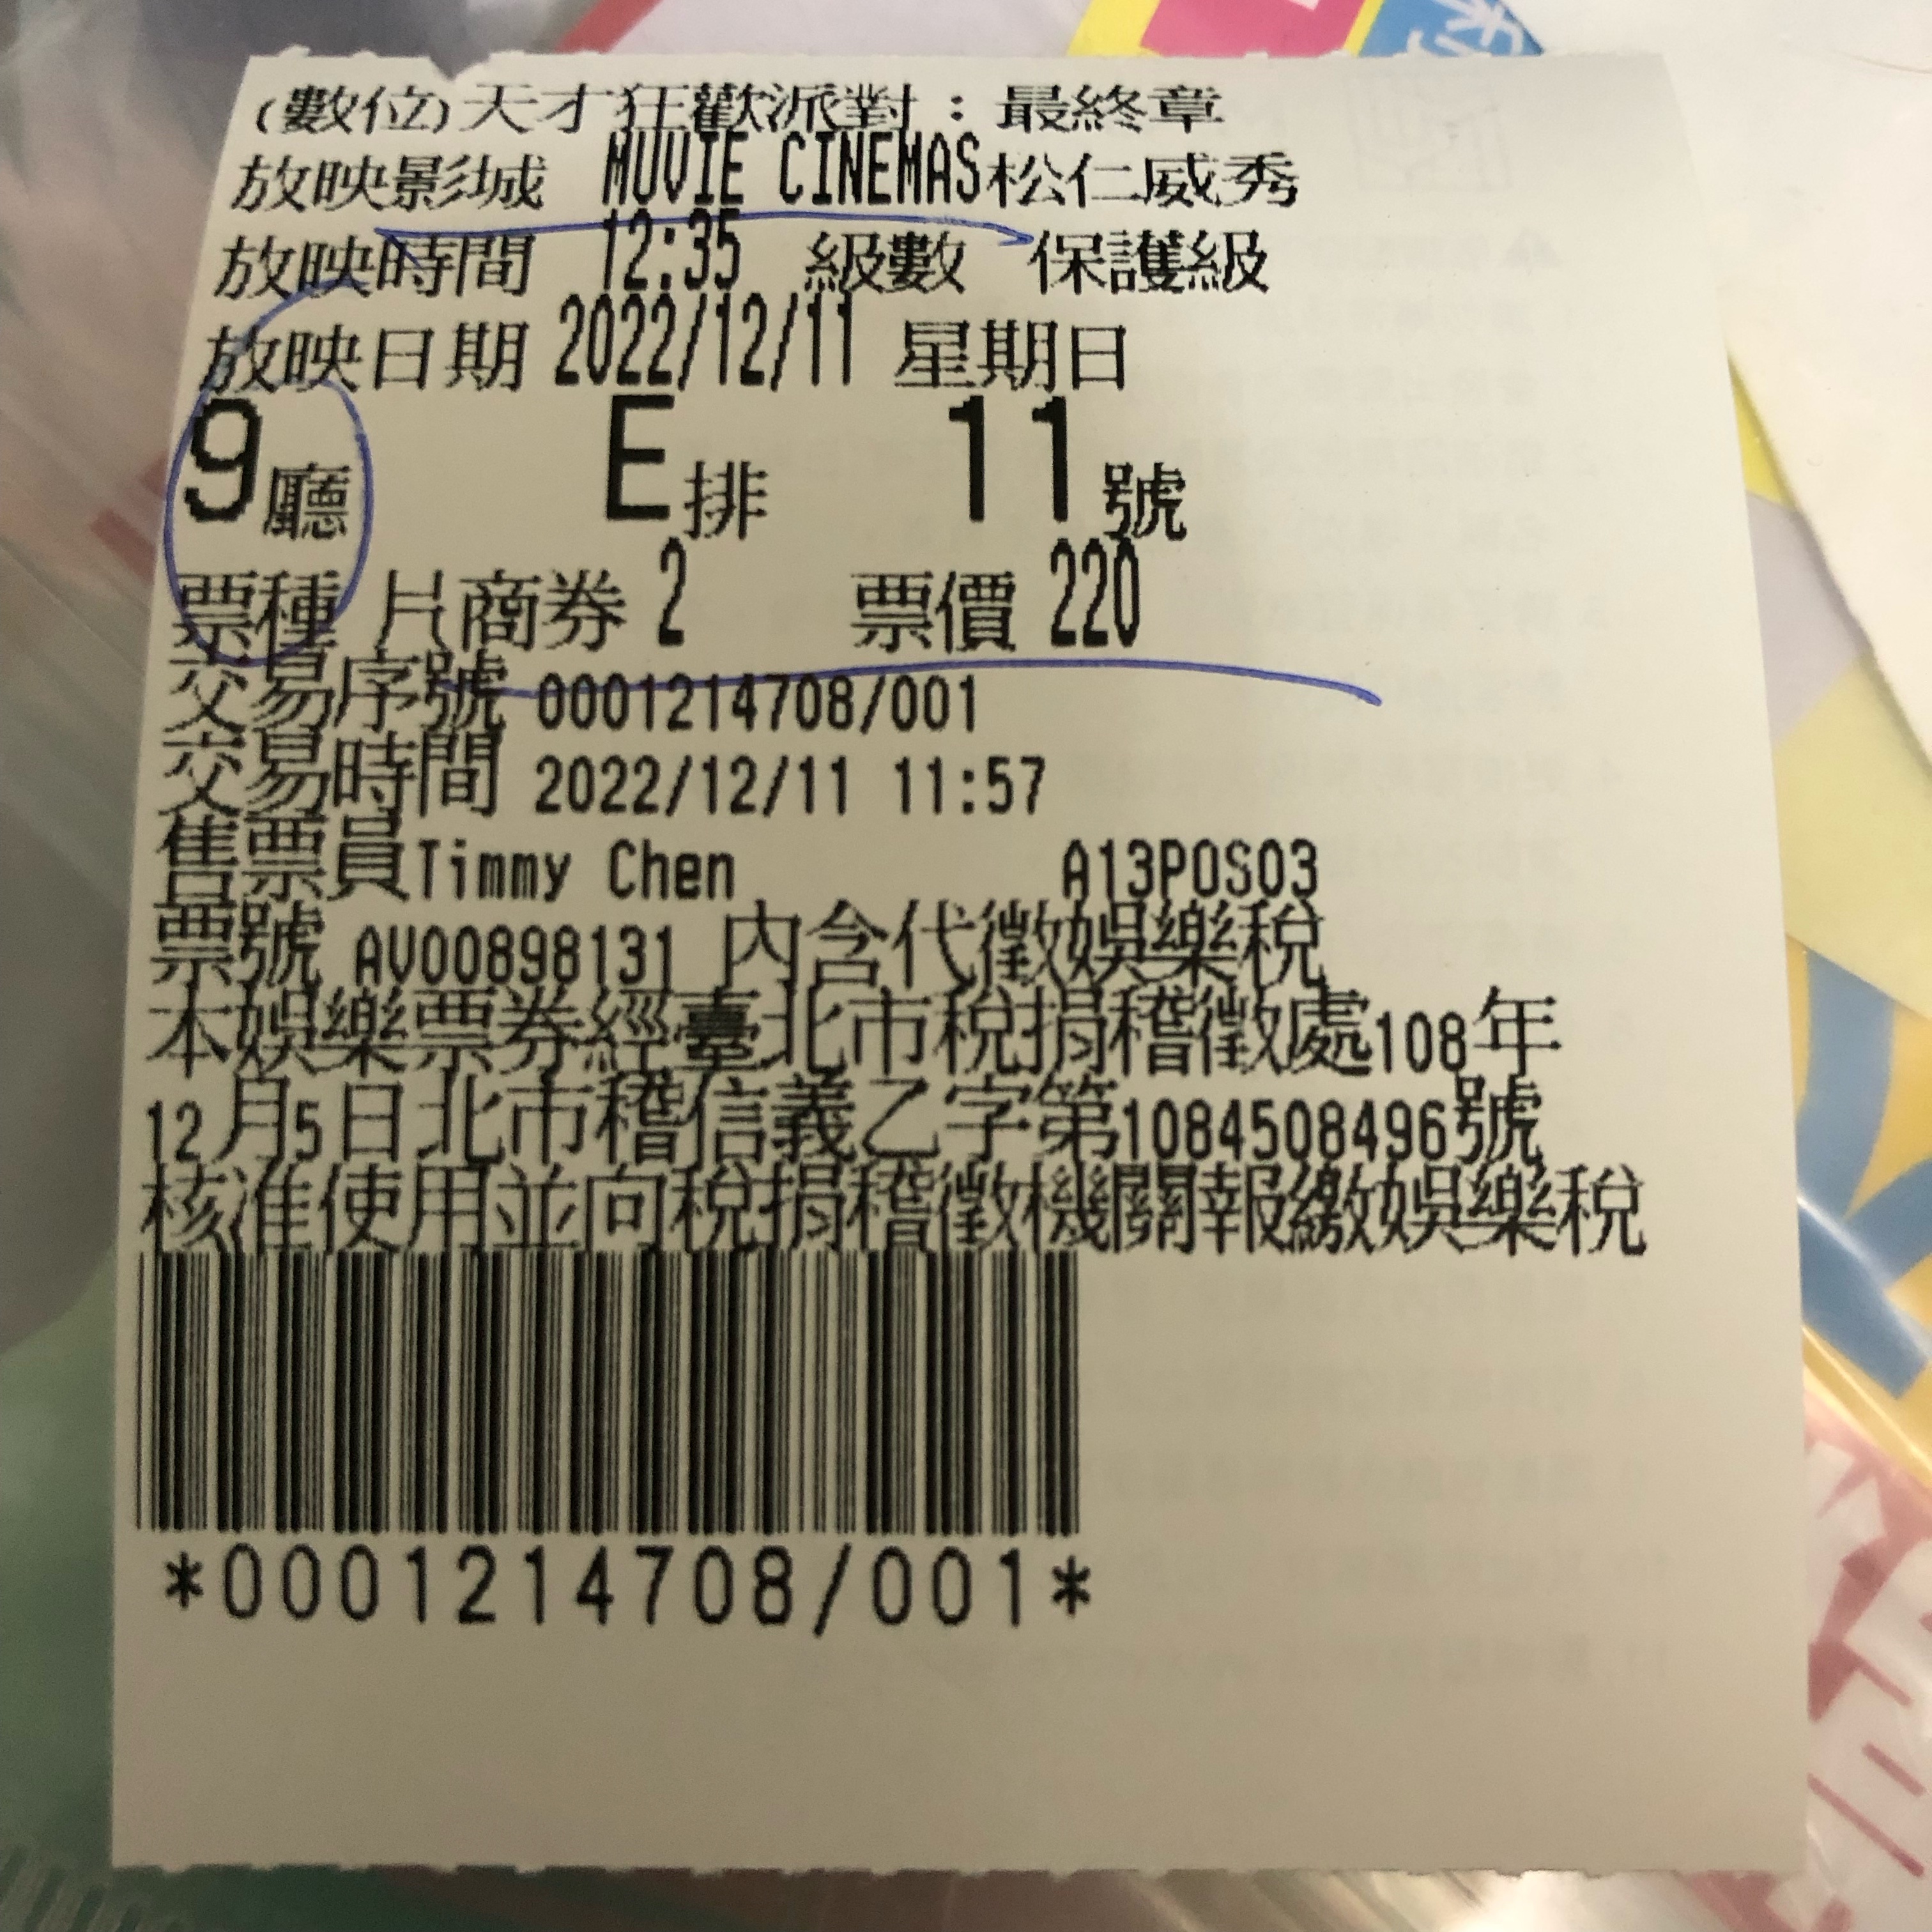 (數位)天才狂歡派對：最終章
放映影城 MUVIE CINEMAS松仁威秀
放映時間 12:35 級數 保護級
放映日期 2022/12/11 星期日
9廳 E排 11號
票種 片商券2 票價 220
交易序號 0001214708/001
交易時間 2022/12/11 11:57
售票員Timmy Chen A13POS03
票號 AV00898131 內含代徵娛樂稅
本娛樂票券經臺北市稅捐稽徵處108年
12月5日北市稽信義乙字第1084508496號
核准使用並向稅捐稽徵機關報繳娛樂稅
*0001214708/001*